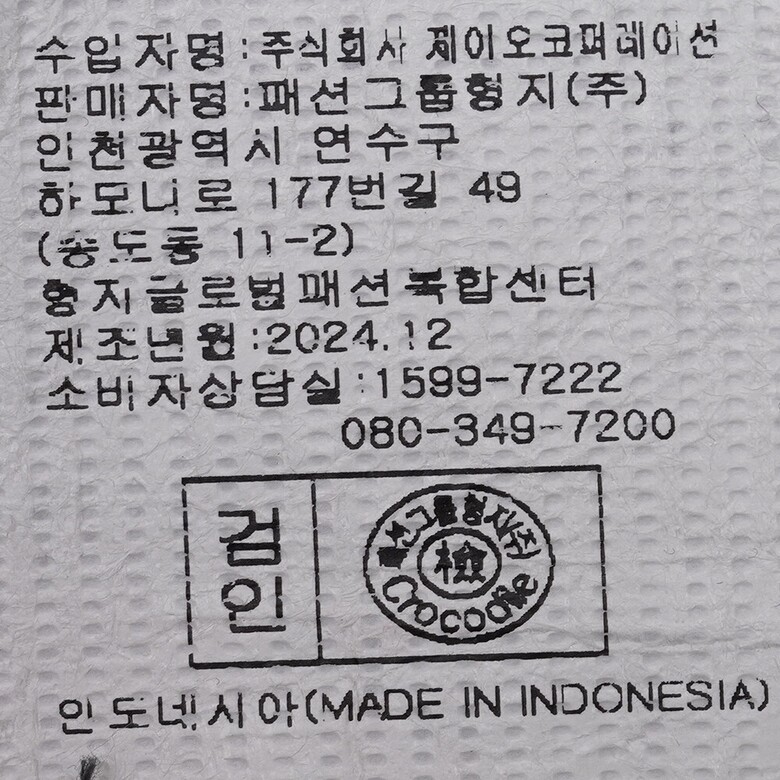 수입자명:주식회사 제이오코퍼레이션
판매자명:패션그룹형지(주)
인천광역시 연수구
하모니로 177번길 49
(송도동 11-2)
형지글로벌패션복합센터
제조년월:2024.12
소비자상담실:1599-7222
080-349-7200
검인
패션그룹형지(주)
檢
Crocodile
인도네시아(MADE IN INDONESIA)